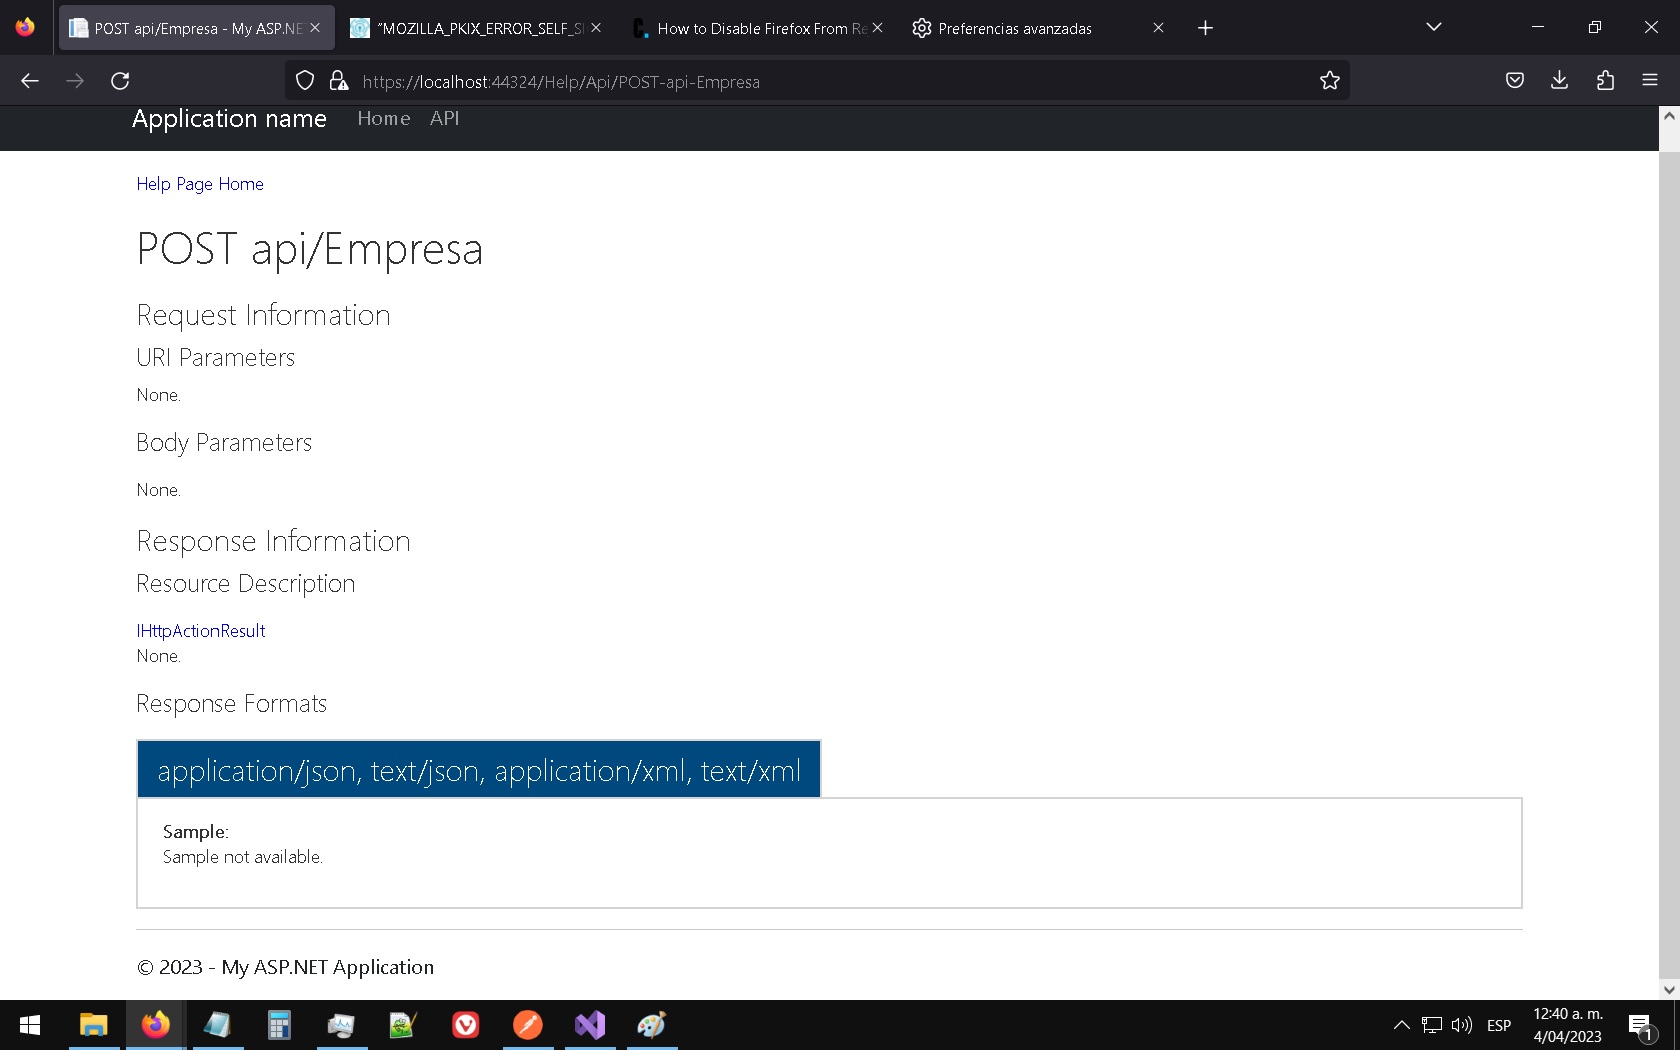 POST api/Empresa - My ASP.NE
"MOZILLA_PKIX_ERROR_SELF_SI
How to Disable Firefox From Re
Preferencias avanzadas
https://localhost:44324/Help/Api/POST-api-Empresa
Application name
Home
API
Help Page Home
POST api/Empresa
Request Information
URI Parameters
None.
Body Parameters
None.
Response Information
Resource Description
IHttpActionResult
None.
Response Formats
application/json, text/json, application/xml, text/xml
Sample:
Sample not available.
© 2023 - My ASP.NET Application
ESP
12:40 a. m.
4/04/2023
1